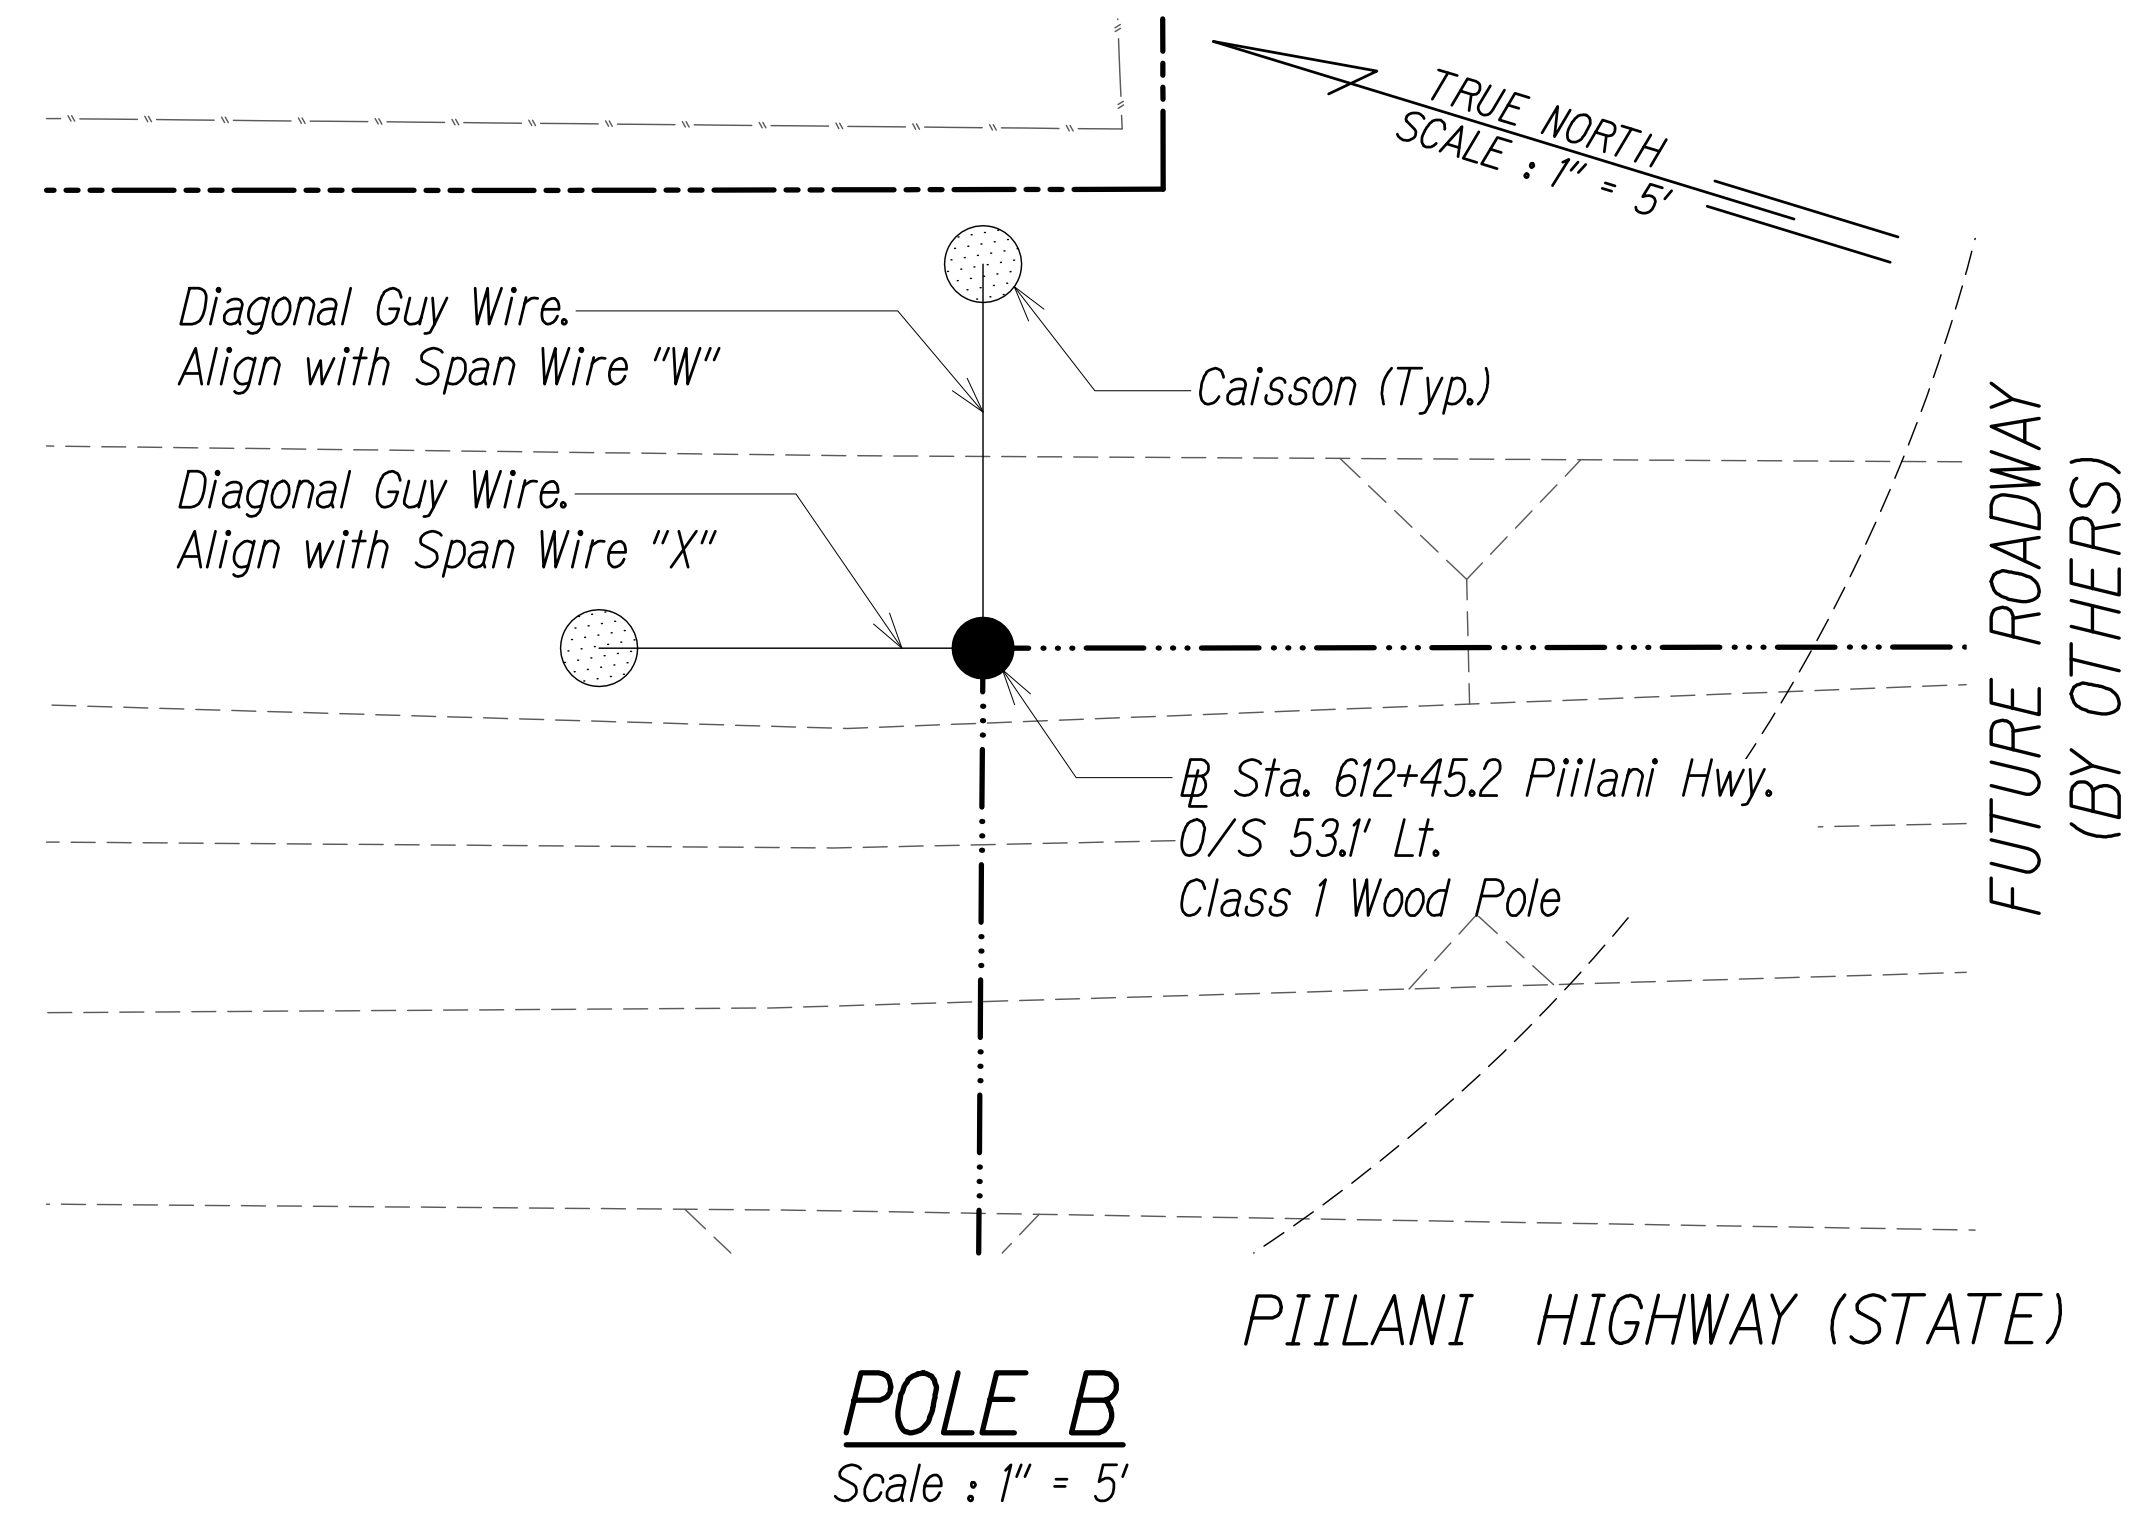 TRUE NORTH
SCALE : 1" = 5'
Diagonal Guy Wire.
Align with Span Wire "W"
Caisson (Typ.)
Diagonal Guy Wire.
Align with Span Wire "X"
FUTURE ROADWAY
(BY OTHERS)
BL Sta. 612+45.2 Piilani Hwy.
O/S 53.1' Lt.
Class 1 Wood Pole
PIILANI HIGHWAY (STATE)
POLE B
Scale : 1" = 5'